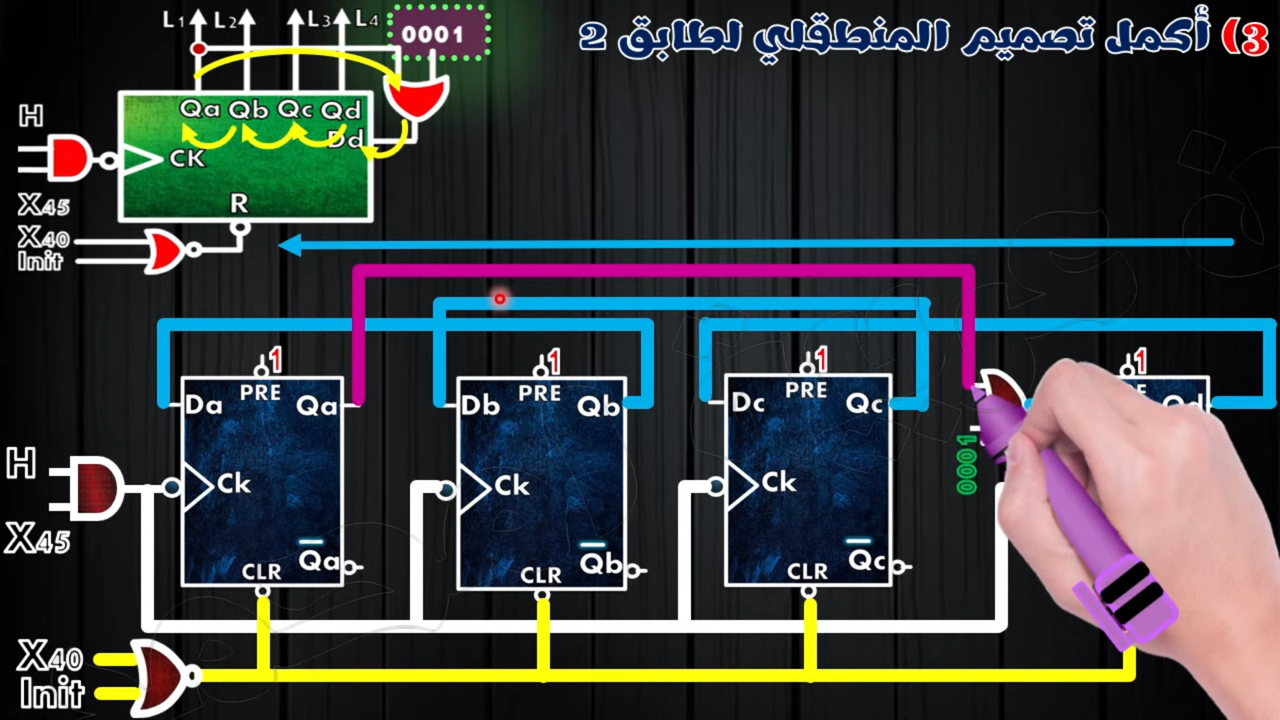 3) أكمل تصميم المنطقلي لطابق 2
L1 L2 L3 L4
0001
Qa Qb Qc Qd
Dd
H
CK
X45
R
X40
Init
1 1 1 1
PRE PRE PRE
Da Qa Db Qb Dc Qc
0001
H
Ck Ck Ck
X45
Qa Qb Qc
CLR CLR CLR
X40
Init